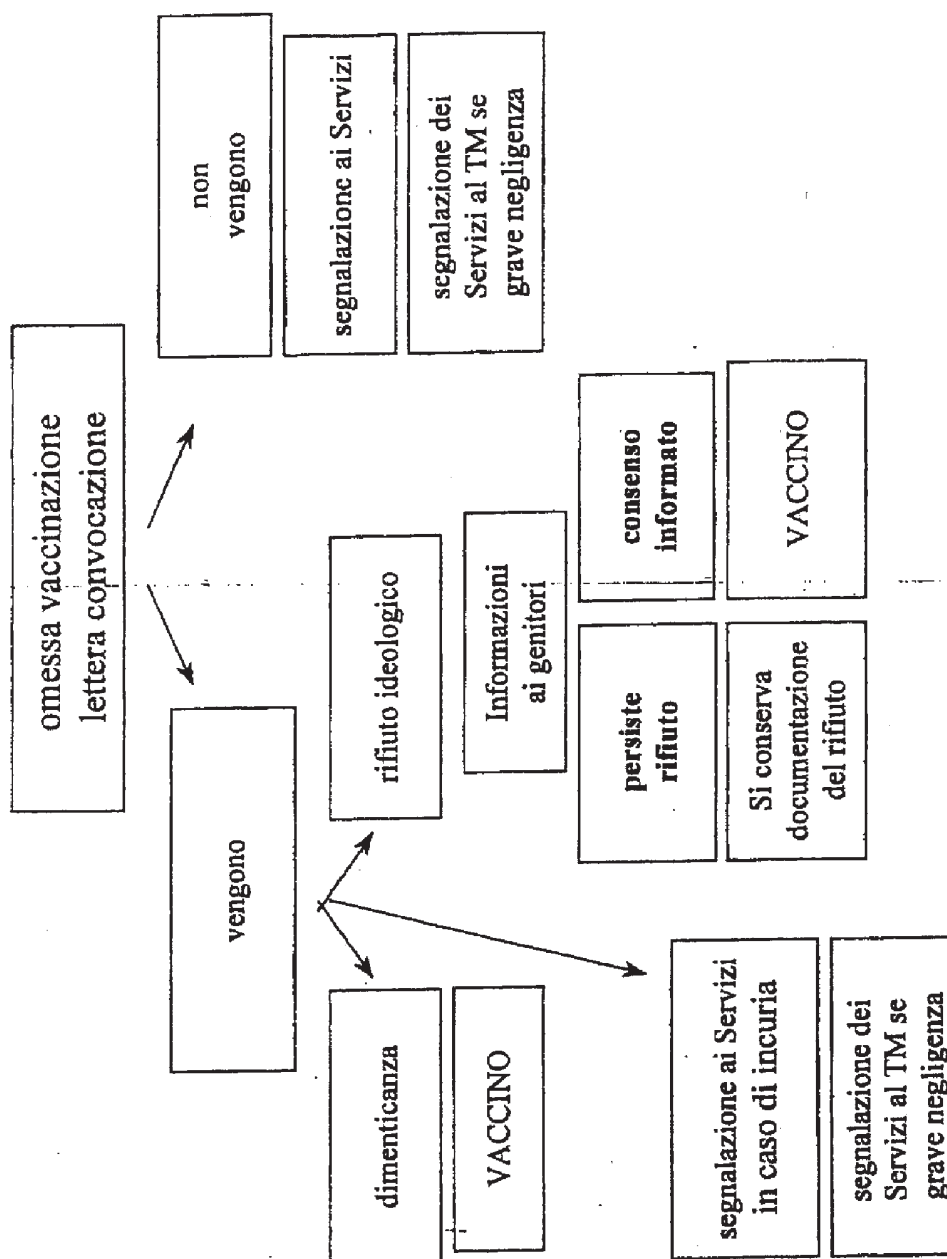 omessa vaccinazione
lettera convocazione
vengono
non
vengono
segnalazione ai Servizi
segnalazione dei
Servizi al TM se
grave negligenza
dimenticanza
VACCINO
rifiuto ideologico
Informazioni
ai genitori
persiste
rifiuto
Si conserva
documentazione
del rifiuto
consenso
informato
VACCINO
segnalazione ai Servizi
in caso di incuria
segnalazione dei
Servizi al TM se
grave negligenza